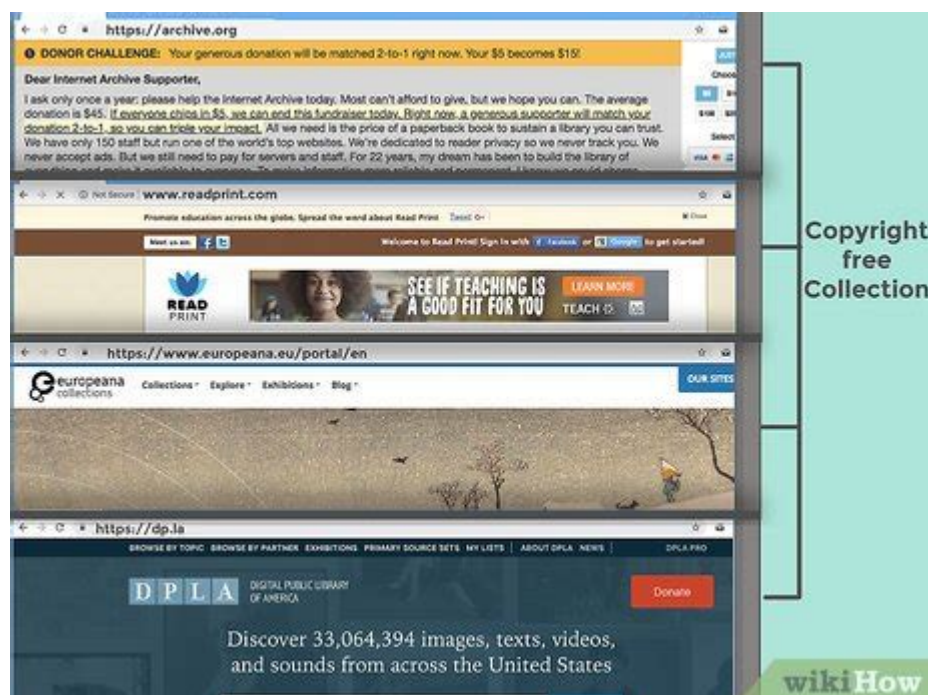 https://archive.org
DONOR CHALLENGE: Your generous donation will be matched 2-to-1 right now. Your $5 becomes $15!
Dear Internet Archive Supporter,
I ask only once a year: please help the Internet Archive today. Most can't afford to give, but we hope you can. The average
donation is $45. If everyone chips in $5, we can end this fundraiser today. Right now, a generous supporter will match your
donation 2-to-1, so you can triple your impact. All we need is the price of a paperback book to sustain a library you can trust.
We have only 150 staff but run one of the world's top websites. We're dedicated to reader privacy so we never track you. We
never accept ads. But we still need to pay for servers and staff. For 22 years, my dream has been to build the library of
Choos
Select
VISA
Not Secure www.readprint.com
Promote education across the globe. Spread the word about Read Print Tweet G+ Close
Meet us on: Welcome to Read Print! Sign in with Facebook or Google to get started!
READ
PRINT
SEE IF TEACHING IS
A GOOD FIT FOR YOU
LEARN MORE
TEACH
https://www.europeana.eu/portal/en
europeana
collections
Collections Explore Exhibitions Blog
OUR SITES
https://dp.la
BROWSE BY TOPIC BROWSE BY PARTNER EXHIBITIONS PRIMARY SOURCE SETS MY LISTS ABOUT DPLA NEWS DPLA PRO
DPLA
DIGITAL PUBLIC LIBRARY
OF AMERICA
Donate
Discover 33,064,394 images, texts, videos,
and sounds from across the United States
Copyright
free
Collection
wikiHow